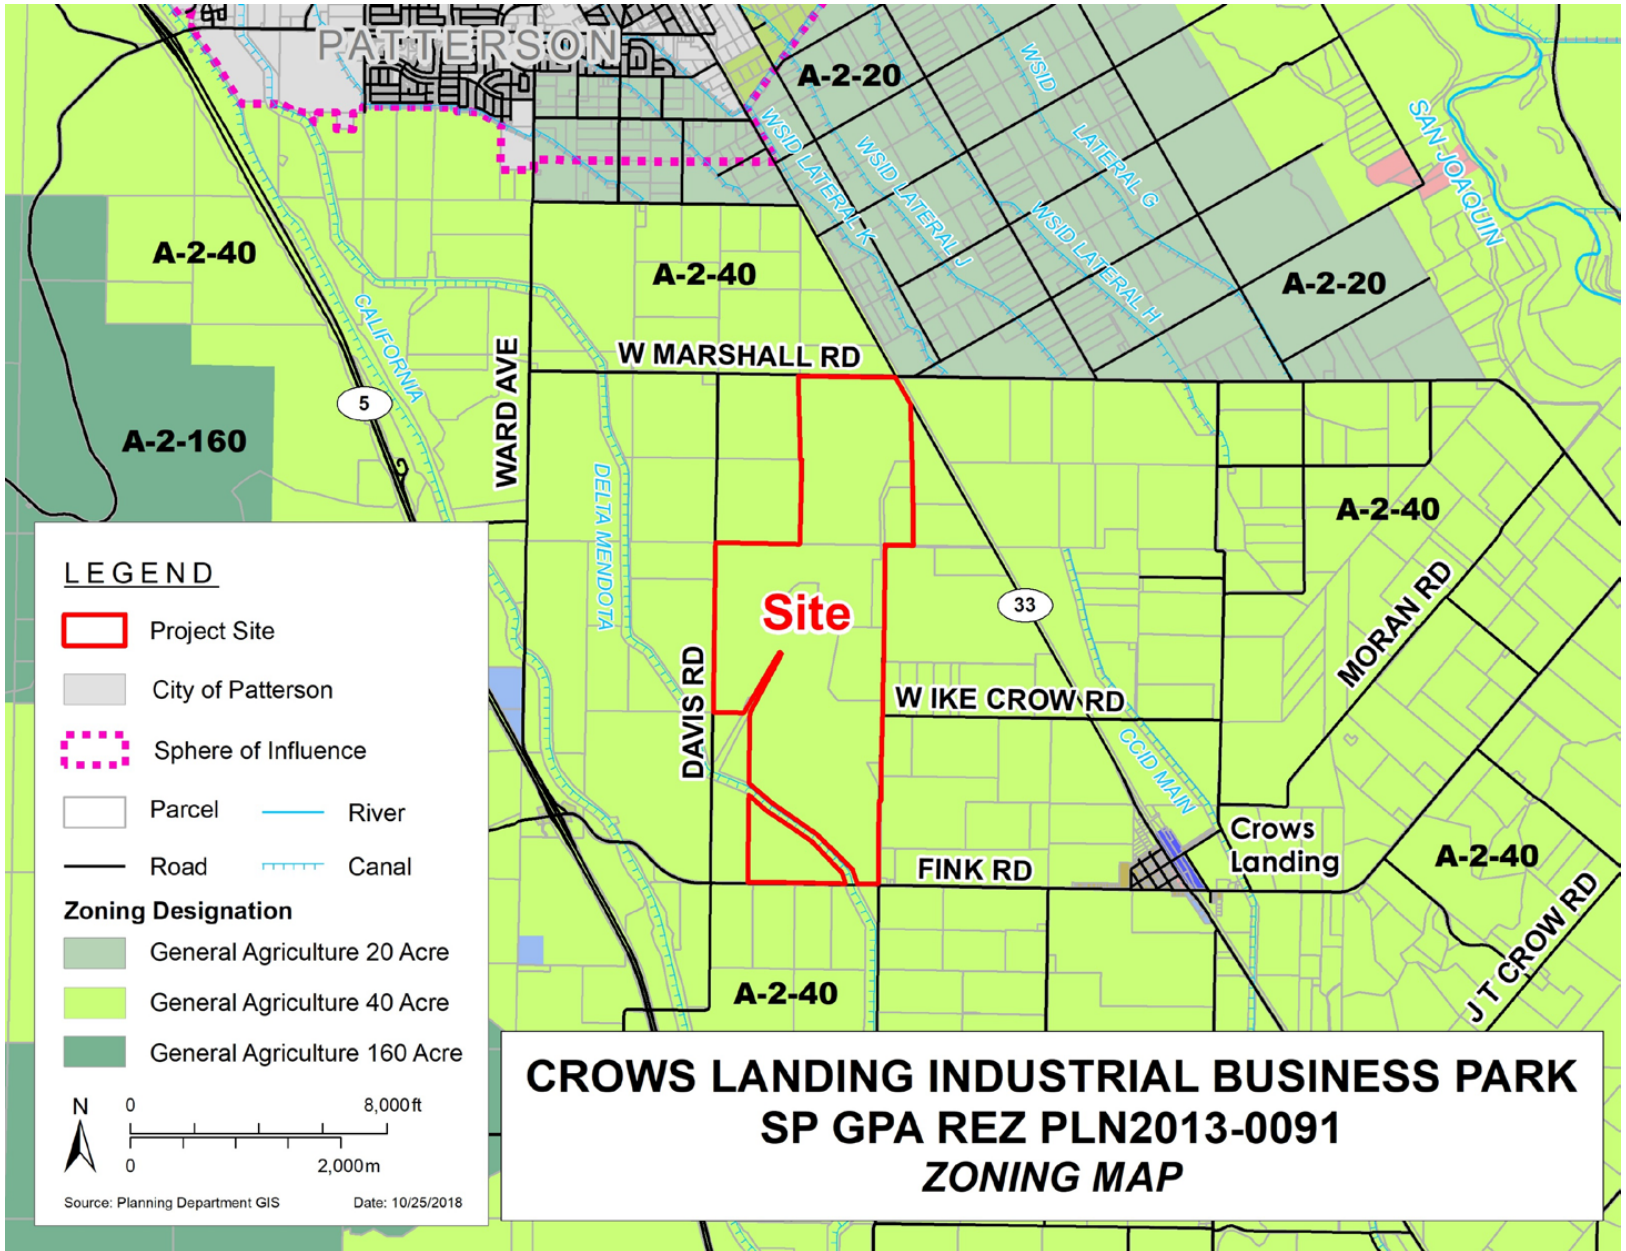 PATTERSON
A-2-20
WSID
LATERAL G
SAN JOAQUIN
WSID LATERAL K
WSID LATERAL J
WSID LATERAL H
A-2-40
A-2-40
A-2-20
CALIFORNIA
W MARSHALL RD
WARD AVE
5
A-2-160
DELTA MENDOTA
A-2-40
Site
33
MORAN RD
DAVIS RD
W IKE CROW RD
CCID MAIN
Crows
Landing
FINK RD
A-2-40
J T CROW RD
A-2-40
LEGEND
Project Site
City of Patterson
Sphere of Influence
Parcel
River
Road
Canal
Zoning Designation
General Agriculture 20 Acre
General Agriculture 40 Acre
General Agriculture 160 Acre
N
0 8,000 ft
0 2,000 m
Source: Planning Department GIS Date: 10/25/2018
CROWS LANDING INDUSTRIAL BUSINESS PARK
SP GPA REZ PLN2013-0091
ZONING MAP